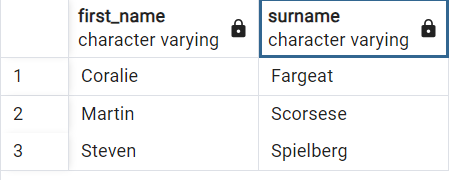 first_name surname
character varying character varying
1 Coralie Fargeat
2 Martin Scorsese
3 Steven Spielberg